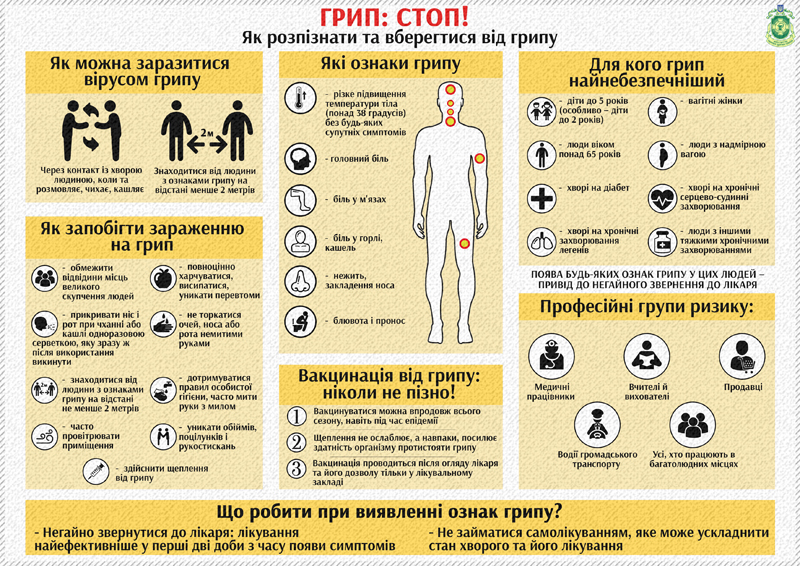 ГРИП: СТОП!
Як розпізнати та вберегтися від грипу
Як можна заразитися
вірусом грипу
2м
Через контакт із хворою
людиною, коли та
розмовляє, чихає, кашляє
Знаходитися від людини
з ознаками грипу на
відстані менше 2 метрів
Як запобігти зараженню
на грип
- обмежити
відвідини місць
великого
скупчення людей
- повноцінно
харчуватися,
висипатися,
уникати перевтоми
- прикривати ніс і
рот при чханні або
кашлі одноразовою
серветкою, яку зразу ж
після використання
викинути
- не торкатися
очей, носа або
рота немитими
руками
- знаходитися від
людини з ознаками
грипу на відстані
не менше 2 метрів
- дотримуватися
правил особистої
гігієни, часто мити
руки з милом
- часто
провітрювати
приміщення
- уникати обіймів,
поцілунків і
рукостискань
- здійснити щеплення
від грипу
Які ознаки грипу
- різке підвищення
температури тіла
(понад 38 градусів)
без будь-яких
супутніх симптомів
- головний біль
- біль у м'язах
- біль у горлі,
кашель
- нежить,
закладення носа
- блювота і пронос
Вакцинація від грипу:
ніколи не пізно!
1 Вакцинуватися можна впродовж всього
сезону, навіть під час епідемії
2 Щеплення не ослаблює, а навпаки, посилює
здатність організму протистояти грипу
3 Вакцинація проводиться після огляду лікаря
та його дозволу тільки у лікувальному
закладі
Для кого грип
найнебезпечніший
- діти до 5 років
(особливо – діти
до 2 років)
- вагітні жінки
- люди віком
понад 65 років
- люди з надмірною
вагою
- хворі на діабет
- хворі на хронічні
серцево-судинні
захворювання
- хворі на хронічні
захворювання
легенів
- люди з іншими
тяжкими хронічними
захворюваннями
ПОЯВА БУДЬ-ЯКИХ ОЗНАК ГРИПУ У ЦИХ ЛЮДЕЙ –
ПРИВІД ДО НЕГАЙНОГО ЗВЕРНЕННЯ ДО ЛІКАРЯ
Професійні групи ризику:
Медичні
працівники
Вчителі й
вихователі
Продавці
Водії громадського
транспорту
Усі, хто працюють в
багатолюдних місцях
Що робити при виявленні ознак грипу?
- Негайно звернутися до лікаря: лікування
найефективніше у перші дві доби з часу появи симптомів
- Не займатися самолікуванням, яке може ускладнити
стан хворого та його лікування